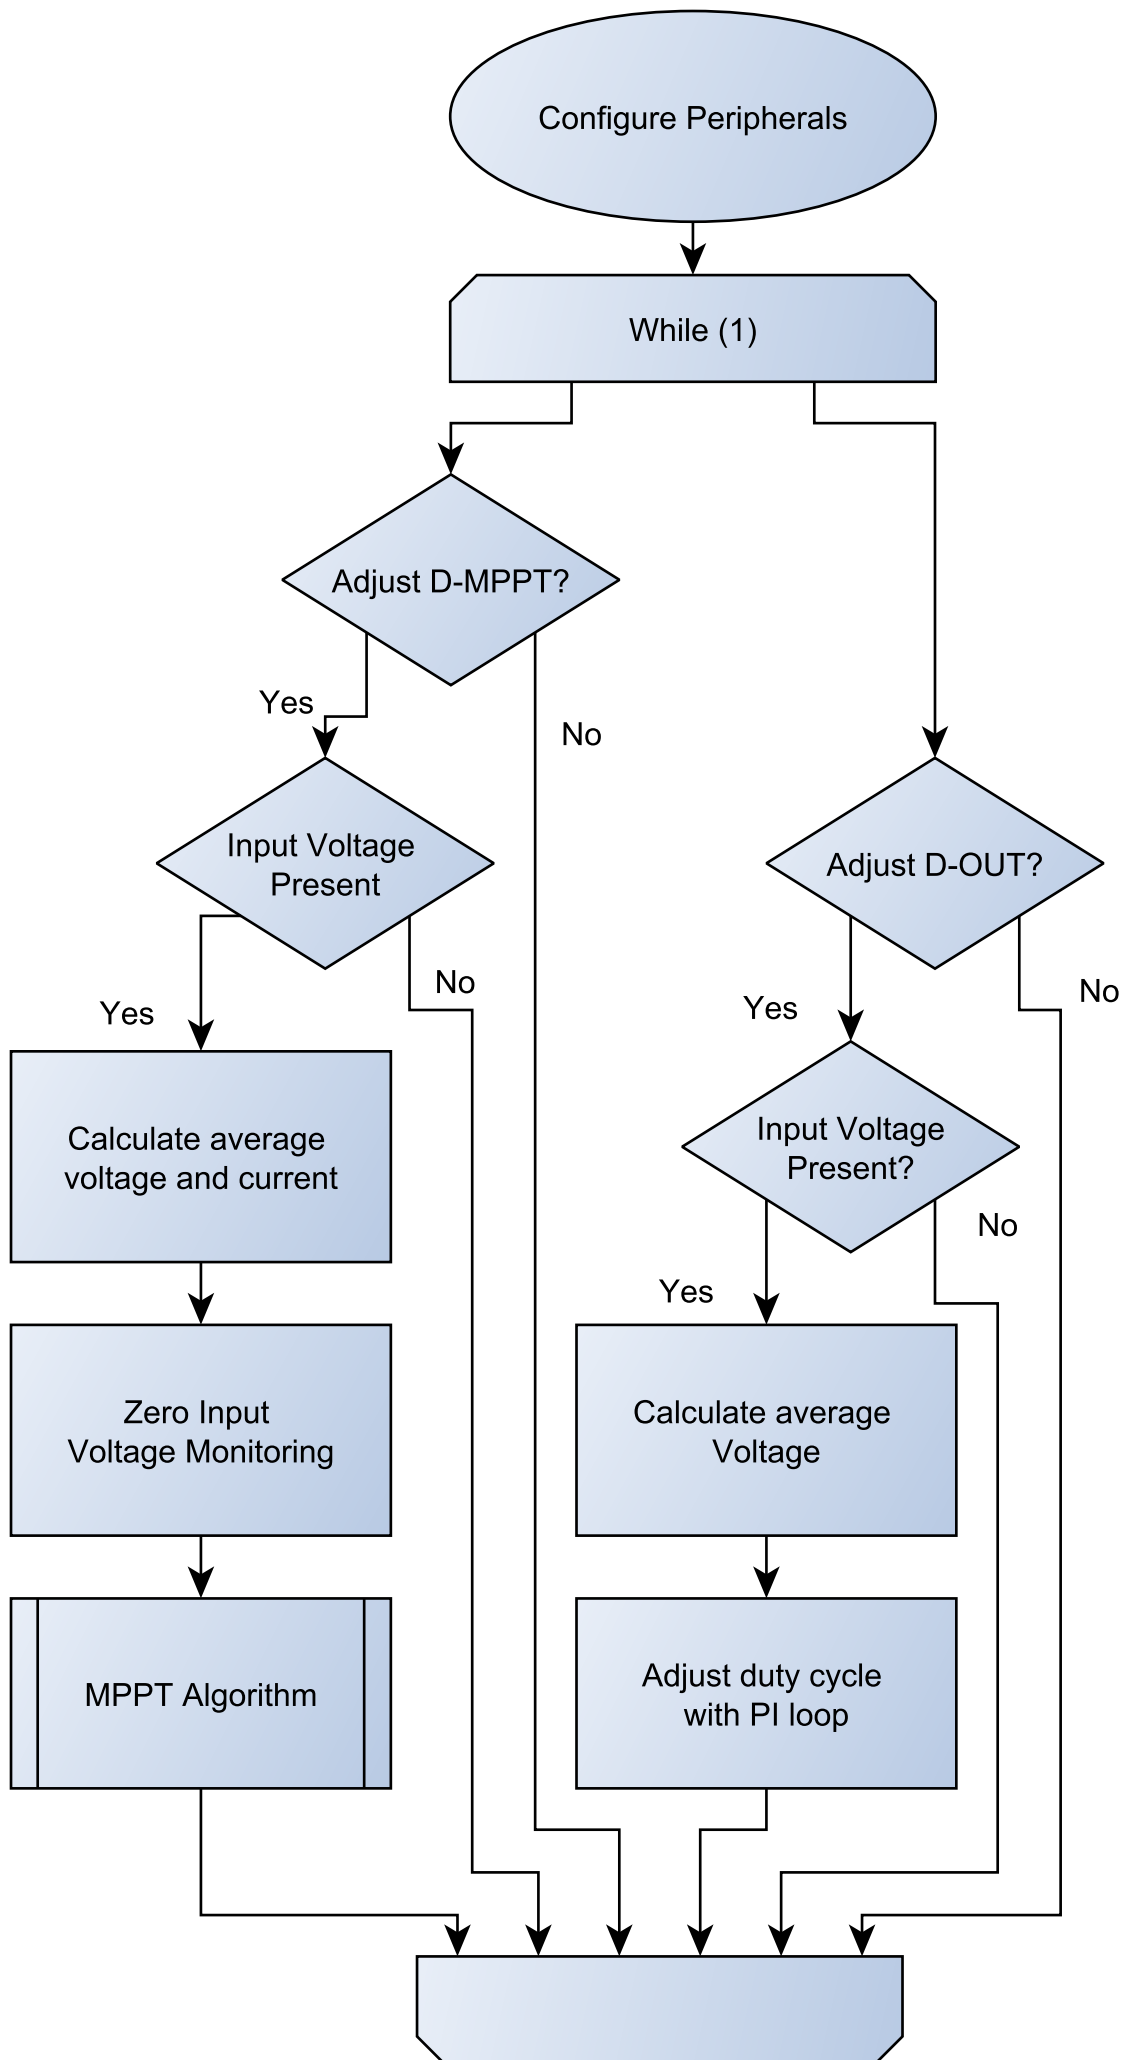 Configure Peripherals
While (1)
Adjust D-MPPT?
Yes
No
Input Voltage
Present
Adjust D-OUT?
Yes
No
Yes
No
Calculate average
voltage and current
Input Voltage
Present?
Yes
No
Zero Input
Voltage Monitoring
Calculate average
Voltage
MPPT Algorithm
Adjust duty cycle
with PI loop